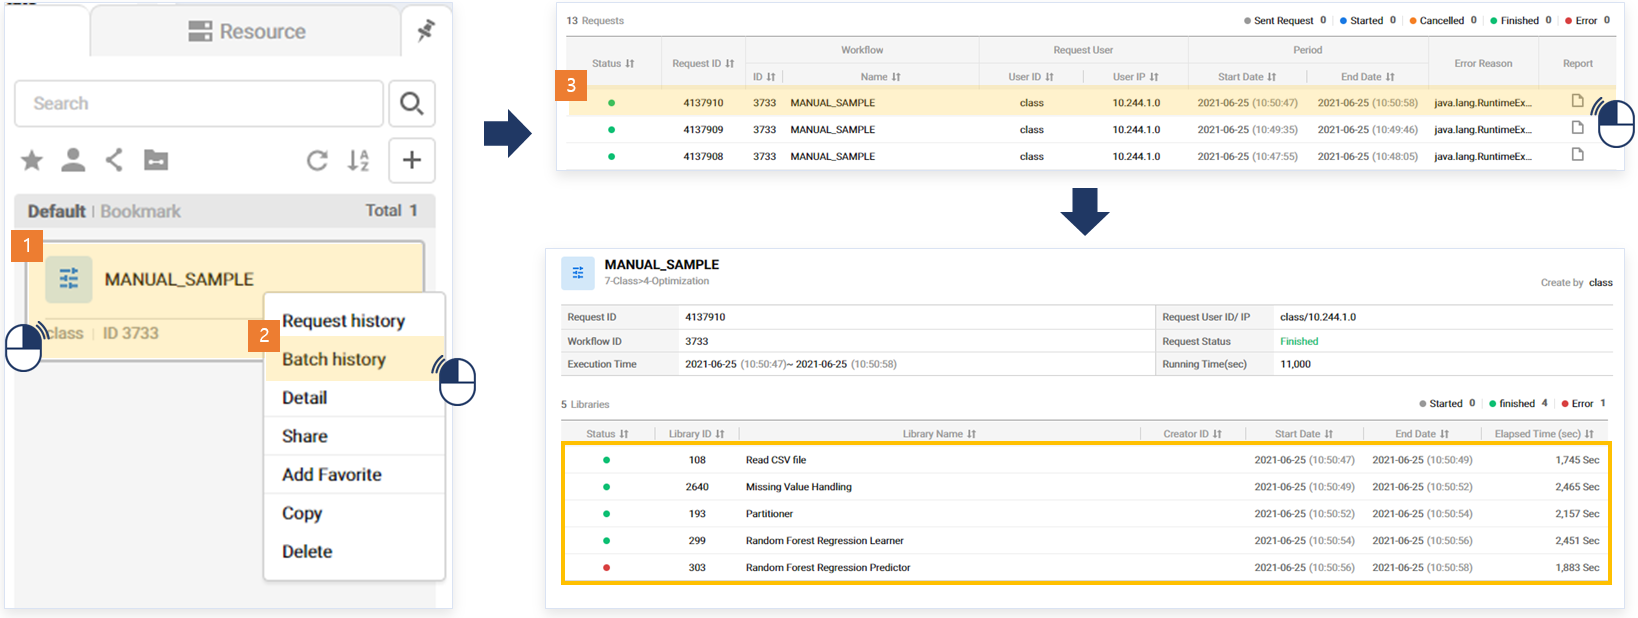 Resource
Search
Default | Bookmark Total 1
1
MANUAL_SAMPLE
class | ID 3733
2
Request history
Batch history
Detail
Share
Add Favorite
Copy
Delete
13 Requests Sent Request 0 Started 0 Cancelled 0 Finished 0 Error 0
Status Request ID Workflow Request User Period Error Reason Report
ID Name User ID User IP Start Date End Date
3
4137910 3733 MANUAL_SAMPLE class 10.244.1.0 2021-06-25 (10:50:47) 2021-06-25 (10:50:58) java.lang.RuntimeEx...
4137909 3733 MANUAL_SAMPLE class 10.244.1.0 2021-06-25 (10:49:35) 2021-06-25 (10:49:46) java.lang.RuntimeEx...
4137908 3733 MANUAL_SAMPLE class 10.244.1.0 2021-06-25 (10:47:55) 2021-06-25 (10:48:05) java.lang.RuntimeEx...
MANUAL_SAMPLE
7-Class>4-Optimization
Create by class
Request ID 4137910 Request User ID/ IP class/10.244.1.0
Workflow ID 3733 Request Status Finished
Execution Time 2021-06-25 (10:50:47)~ 2021-06-25 (10:50:58) Running Time(sec) 11,000
5 Libraries Started 0 finished 4 Error 1
Status Library ID Library Name Creator ID Start Date End Date Elapsed Time (sec)
108 Read CSV file 2021-06-25 (10:50:47) 2021-06-25 (10:50:49) 1,745 Sec
2640 Missing Value Handling 2021-06-25 (10:50:49) 2021-06-25 (10:50:52) 2,465 Sec
193 Partitioner 2021-06-25 (10:50:52) 2021-06-25 (10:50:54) 2,157 Sec
299 Random Forest Regression Learner 2021-06-25 (10:50:54) 2021-06-25 (10:50:56) 2,451 Sec
303 Random Forest Regression Predictor 2021-06-25 (10:50:56) 2021-06-25 (10:50:58) 1,883 Sec